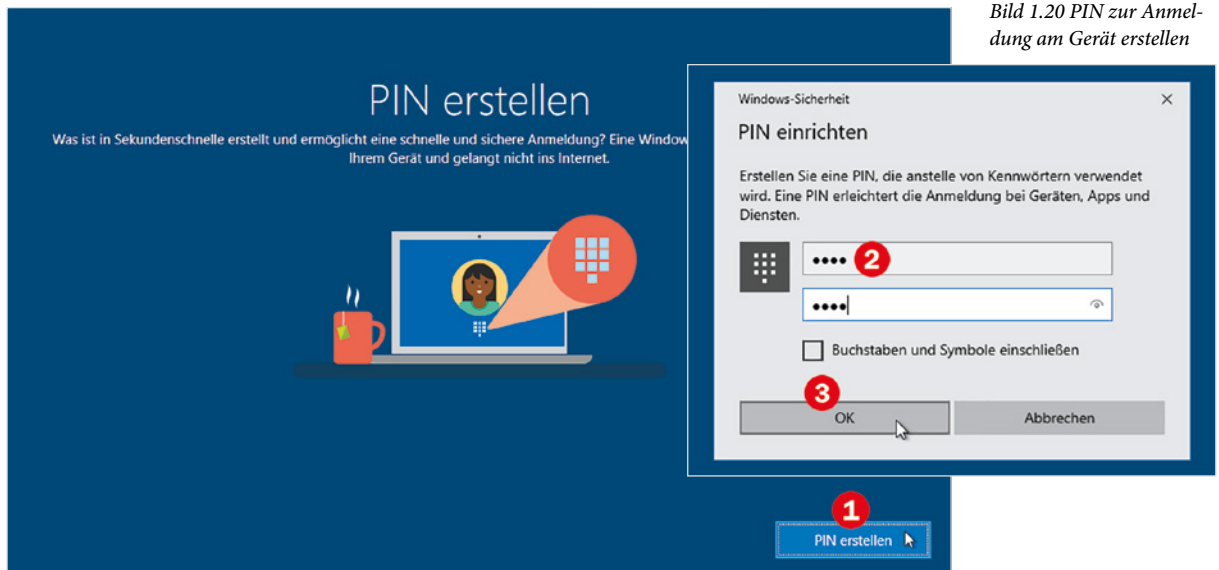 Bild 1.20 PIN zur Anmel-
dung am Gerät erstellen
PIN erstellen
Was ist in Sekundenschnelle erstellt und ermöglicht eine schnelle und sichere Anmeldung? Eine Window
Ihrem Gerät und gelangt nicht ins Internet.
1
PIN erstellen
Windows-Sicherheit
PIN einrichten
Erstellen Sie eine PIN, die anstelle von Kennwörtern verwendet
wird. Eine PIN erleichtert die Anmeldung bei Geräten, Apps und
Diensten.
•••• 2
••••
Buchstaben und Symbole einschließen
3
OK
Abbrechen